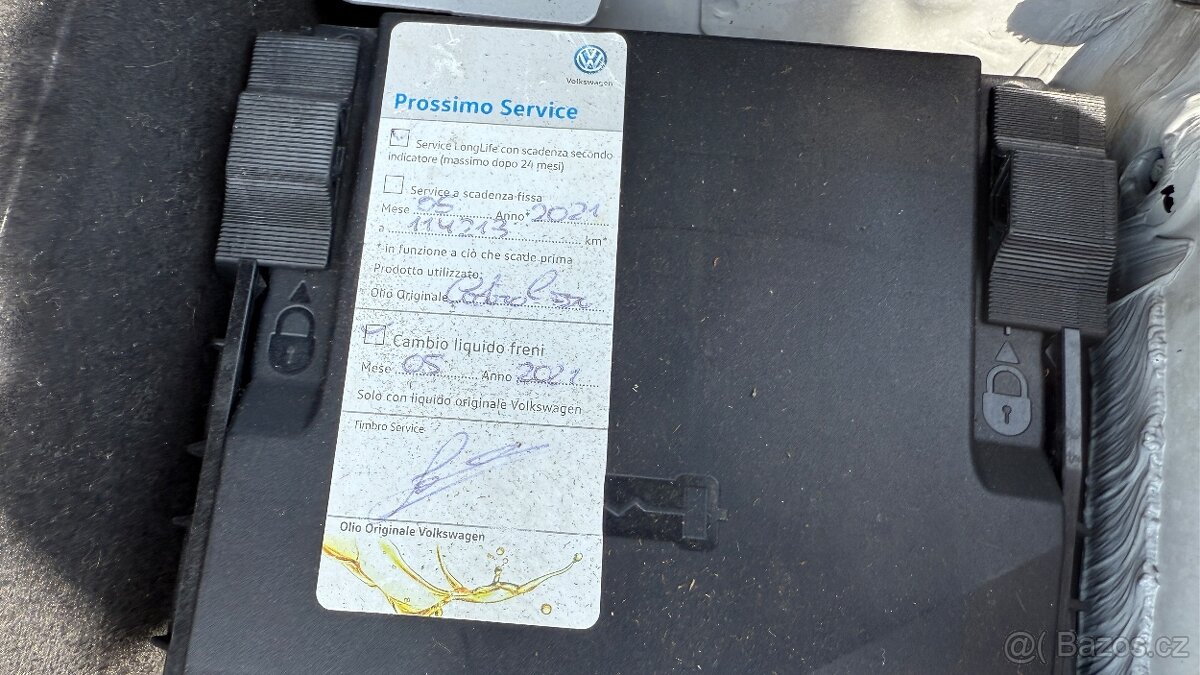 Volkswagen
Prossimo Service
Service LongLife con scadenza secondo
indicatore (massimo dopo 24 mesi)
Service a scadenza fissa
Mese 05 Anno* 2021
a 114213 km*
* in funzione a ciò che scade prima
Prodotto utilizzato:
Olio Originale
Cambio liquido freni
Mese 05 Anno 2021
Solo con liquido originale Volkswagen
Timbro Service
Olio Originale Volkswagen
Bazos.cz